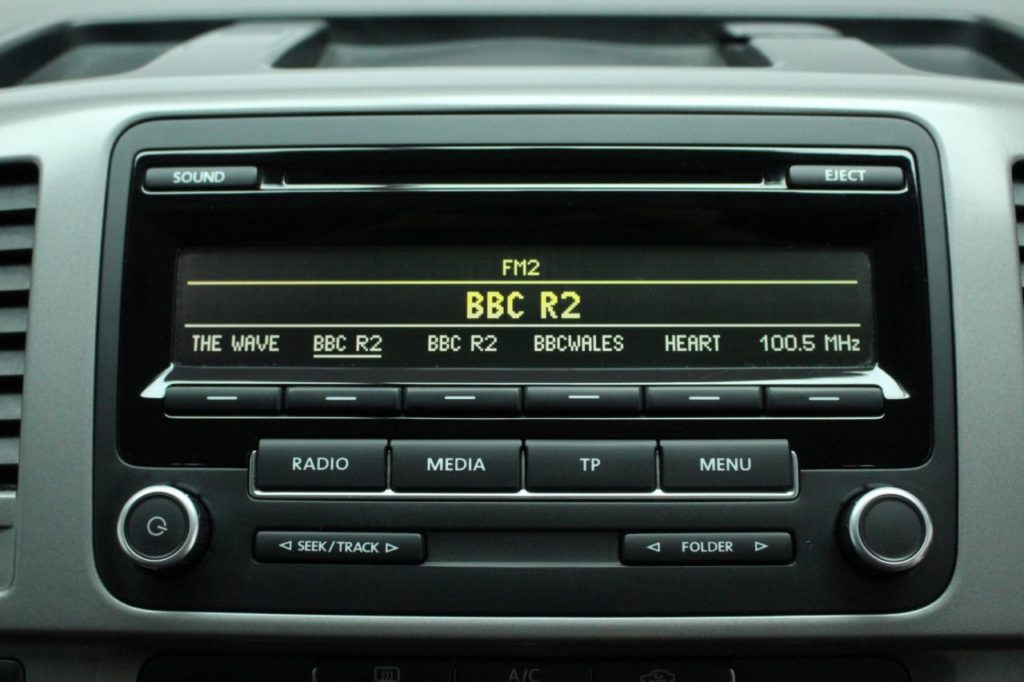 SOUND EJECT
FM2
BBC R2
THE WAVE BBC R2 BBC R2 BBCWALES HEART 100.5 MHz
RADIO MEDIA TP MENU
SEEK/TRACK FOLDER
A/C